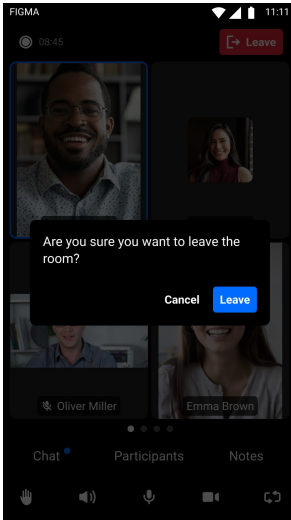 FIGMA
11:11
08:45
Leave
Are you sure you want to leave the
room?
Cancel
Leave
Oliver Miller
Emma Brown
Chat
Participants
Notes